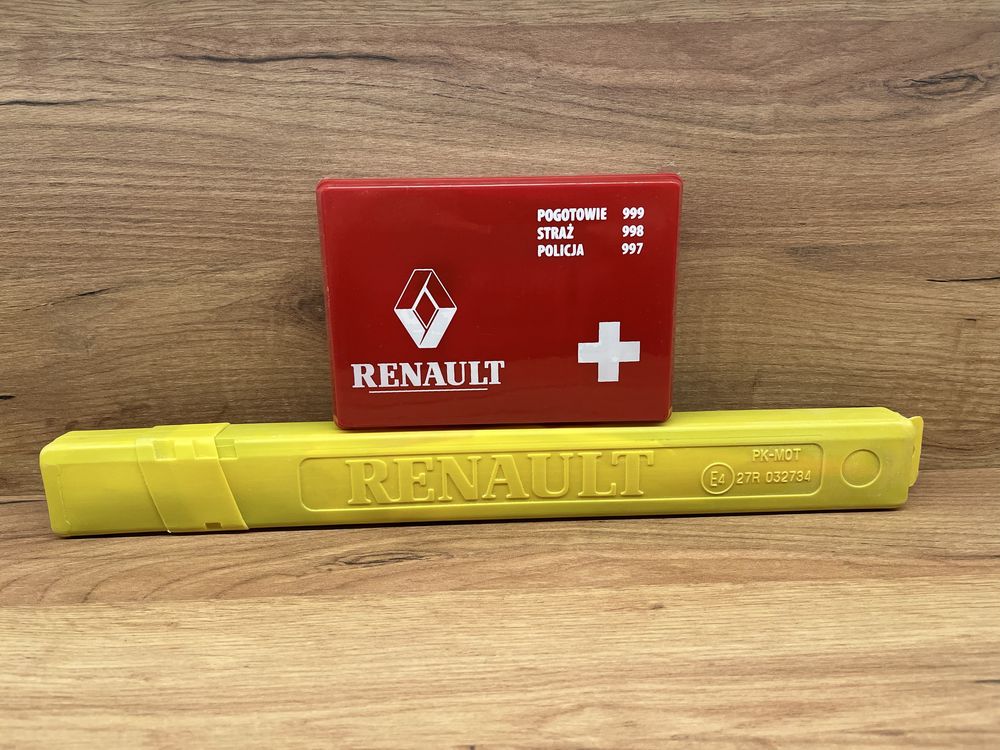 POGOTOWIE 999
STRAŻ 998
POLICJA 997
RENAULT
RENAULT
PK-MOT
E4 27R 032734